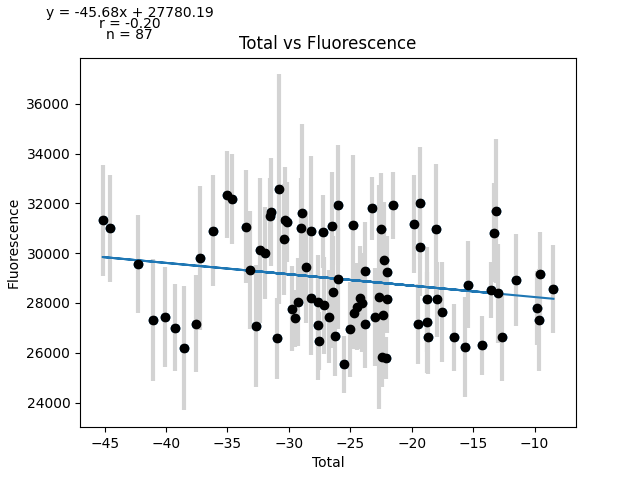 y = -45.68x + 27780.19
r = -0.20
n = 87
Total vs Fluorescence
Fluorescence
36000
34000
32000
30000
28000
26000
24000
−45 −40 −35 −30 −25 −20 −15 −10
Total